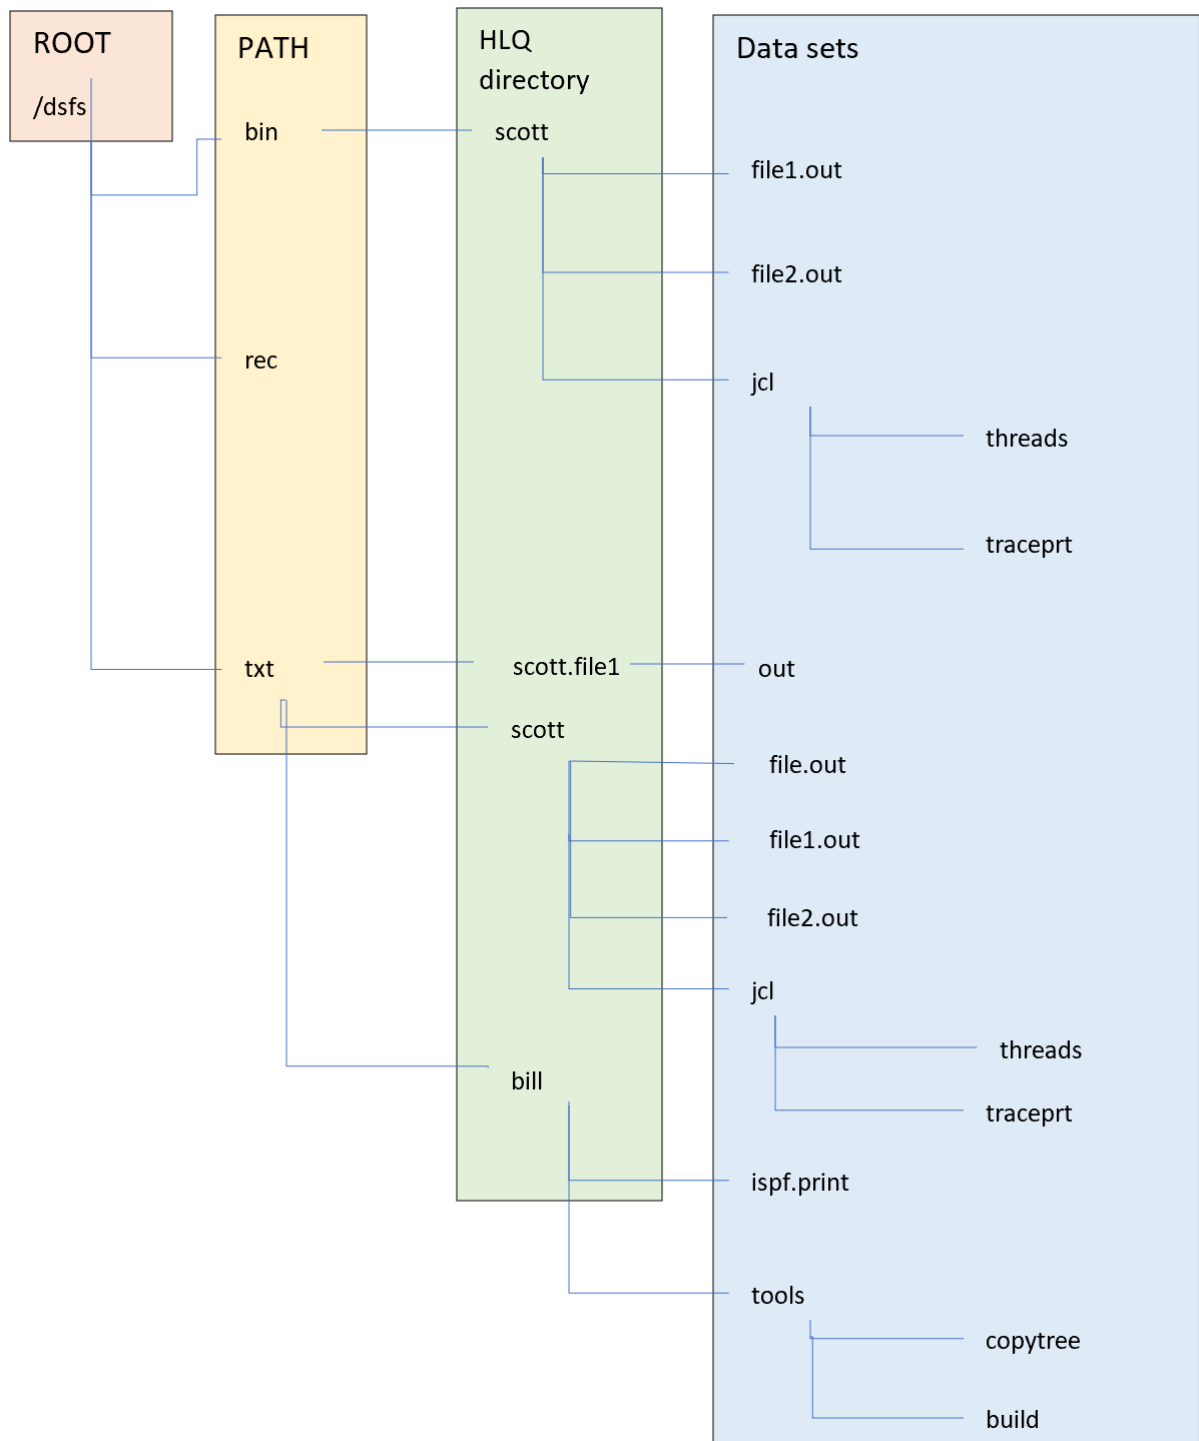 ROOT
/dsfs
PATH
bin
rec
txt
HLQ
directory
scott
scott.file1
scott
bill
Data sets
file1.out
file2.out
jcl
threads
traceprt
out
file.out
file1.out
file2.out
jcl
threads
traceprt
ispf.print
tools
copytree
build